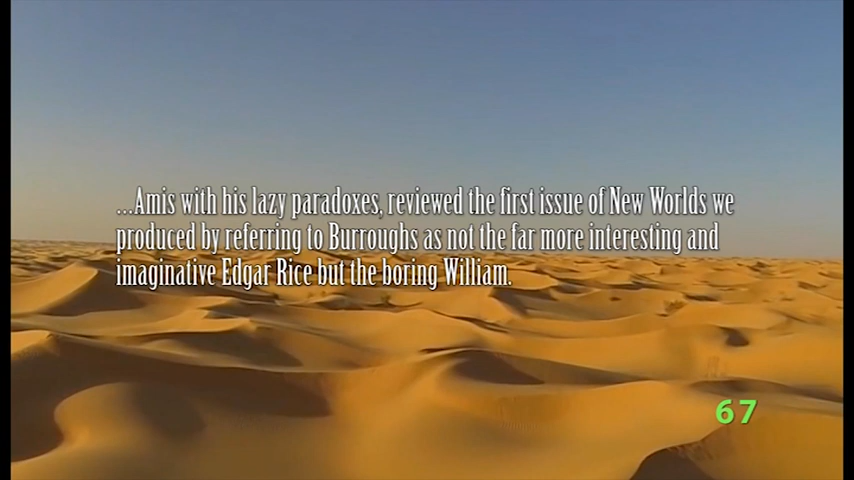 ...Amis with his lazy paradoxes, reviewed the first issue of New Worlds we
produced by referring to Burroughs as not the far more interesting and
imaginative Edgar Rice but the boring William.
67